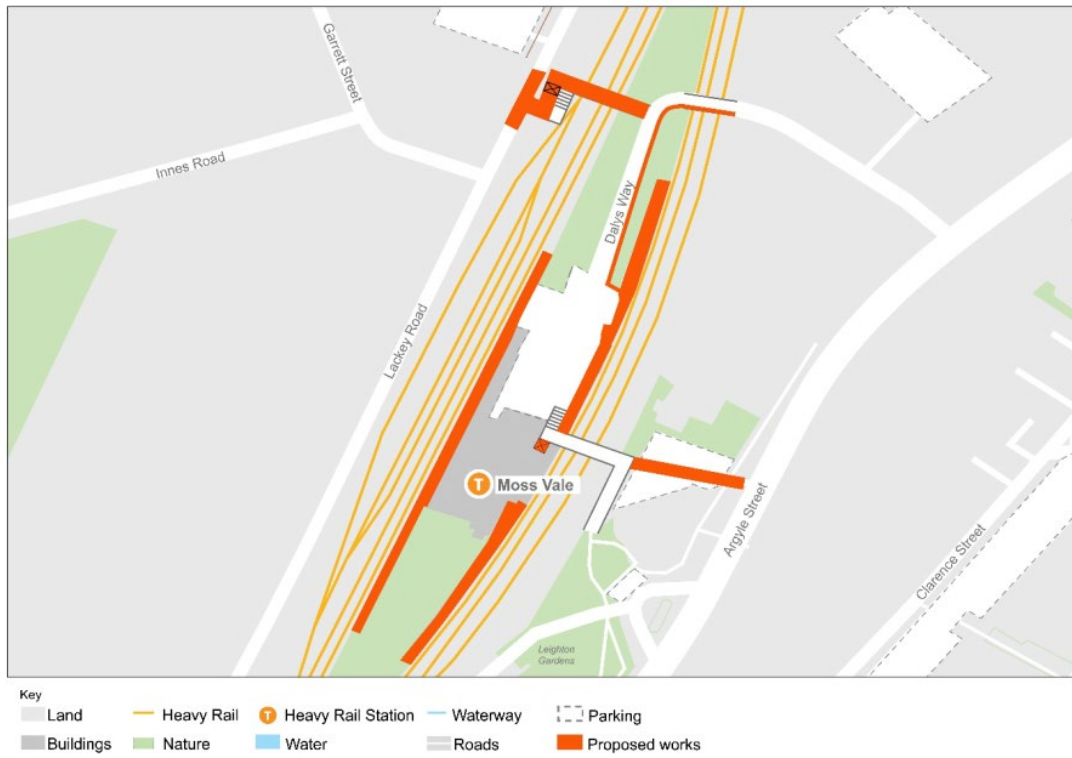 Garrett Street
Innes Road
Dalys Way
Lackey Road
T Moss Vale
Argyle Street
Clarence Street
Leighton
Gardens
Key
Land
Heavy Rail
T Heavy Rail Station
Waterway
Parking
Buildings
Nature
Water
Roads
Proposed works